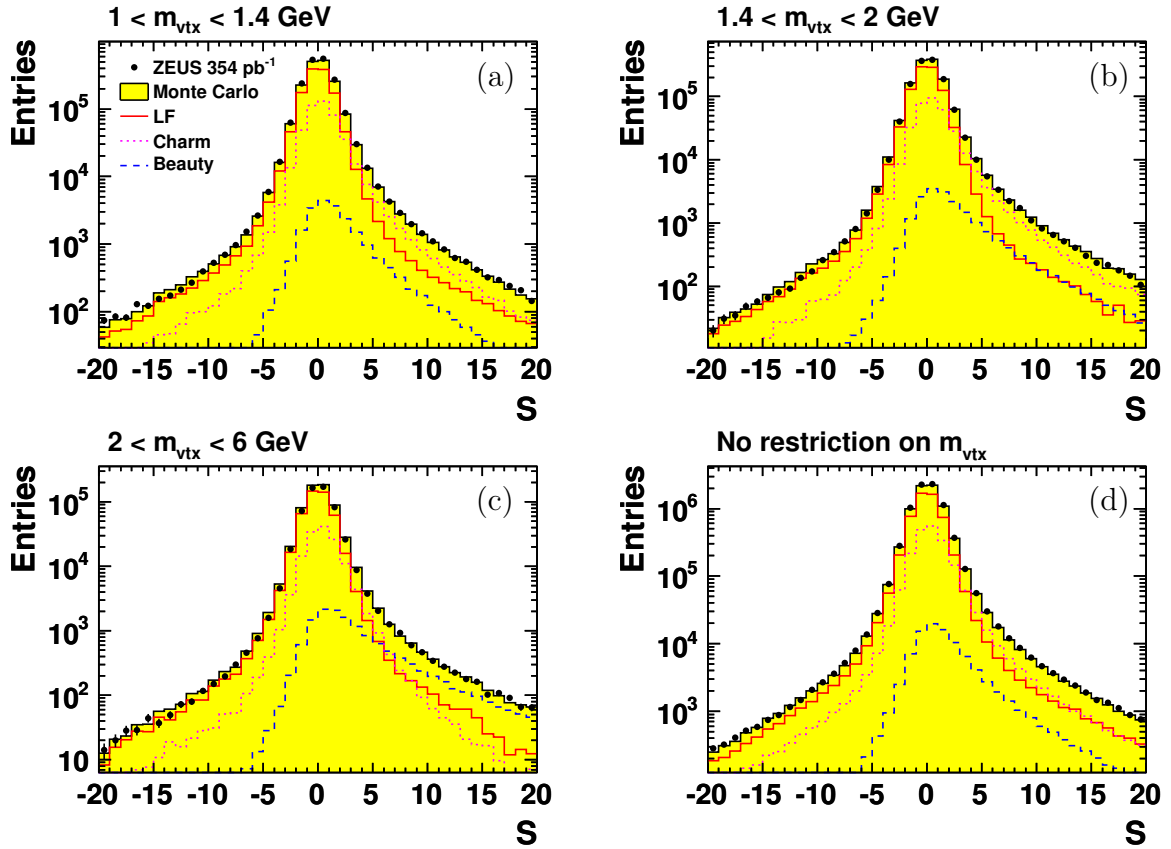 1 < m_vtx < 1.4 GeV
Entries
10^5
10^4
10^3
10^2
ZEUS 354 pb^-1
Monte Carlo
LF
Charm
Beauty
(a)
-20 -15 -10 -5 0 5 10 15 20
S
1.4 < m_vtx < 2 GeV
Entries
10^5
10^4
10^3
10^2
(b)
-20 -15 -10 -5 0 5 10 15 20
S
2 < m_vtx < 6 GeV
Entries
10^5
10^4
10^3
10^2
10
(c)
-20 -15 -10 -5 0 5 10 15 20
S
No restriction on m_vtx
Entries
10^6
10^5
10^4
10^3
(d)
-20 -15 -10 -5 0 5 10 15 20
S